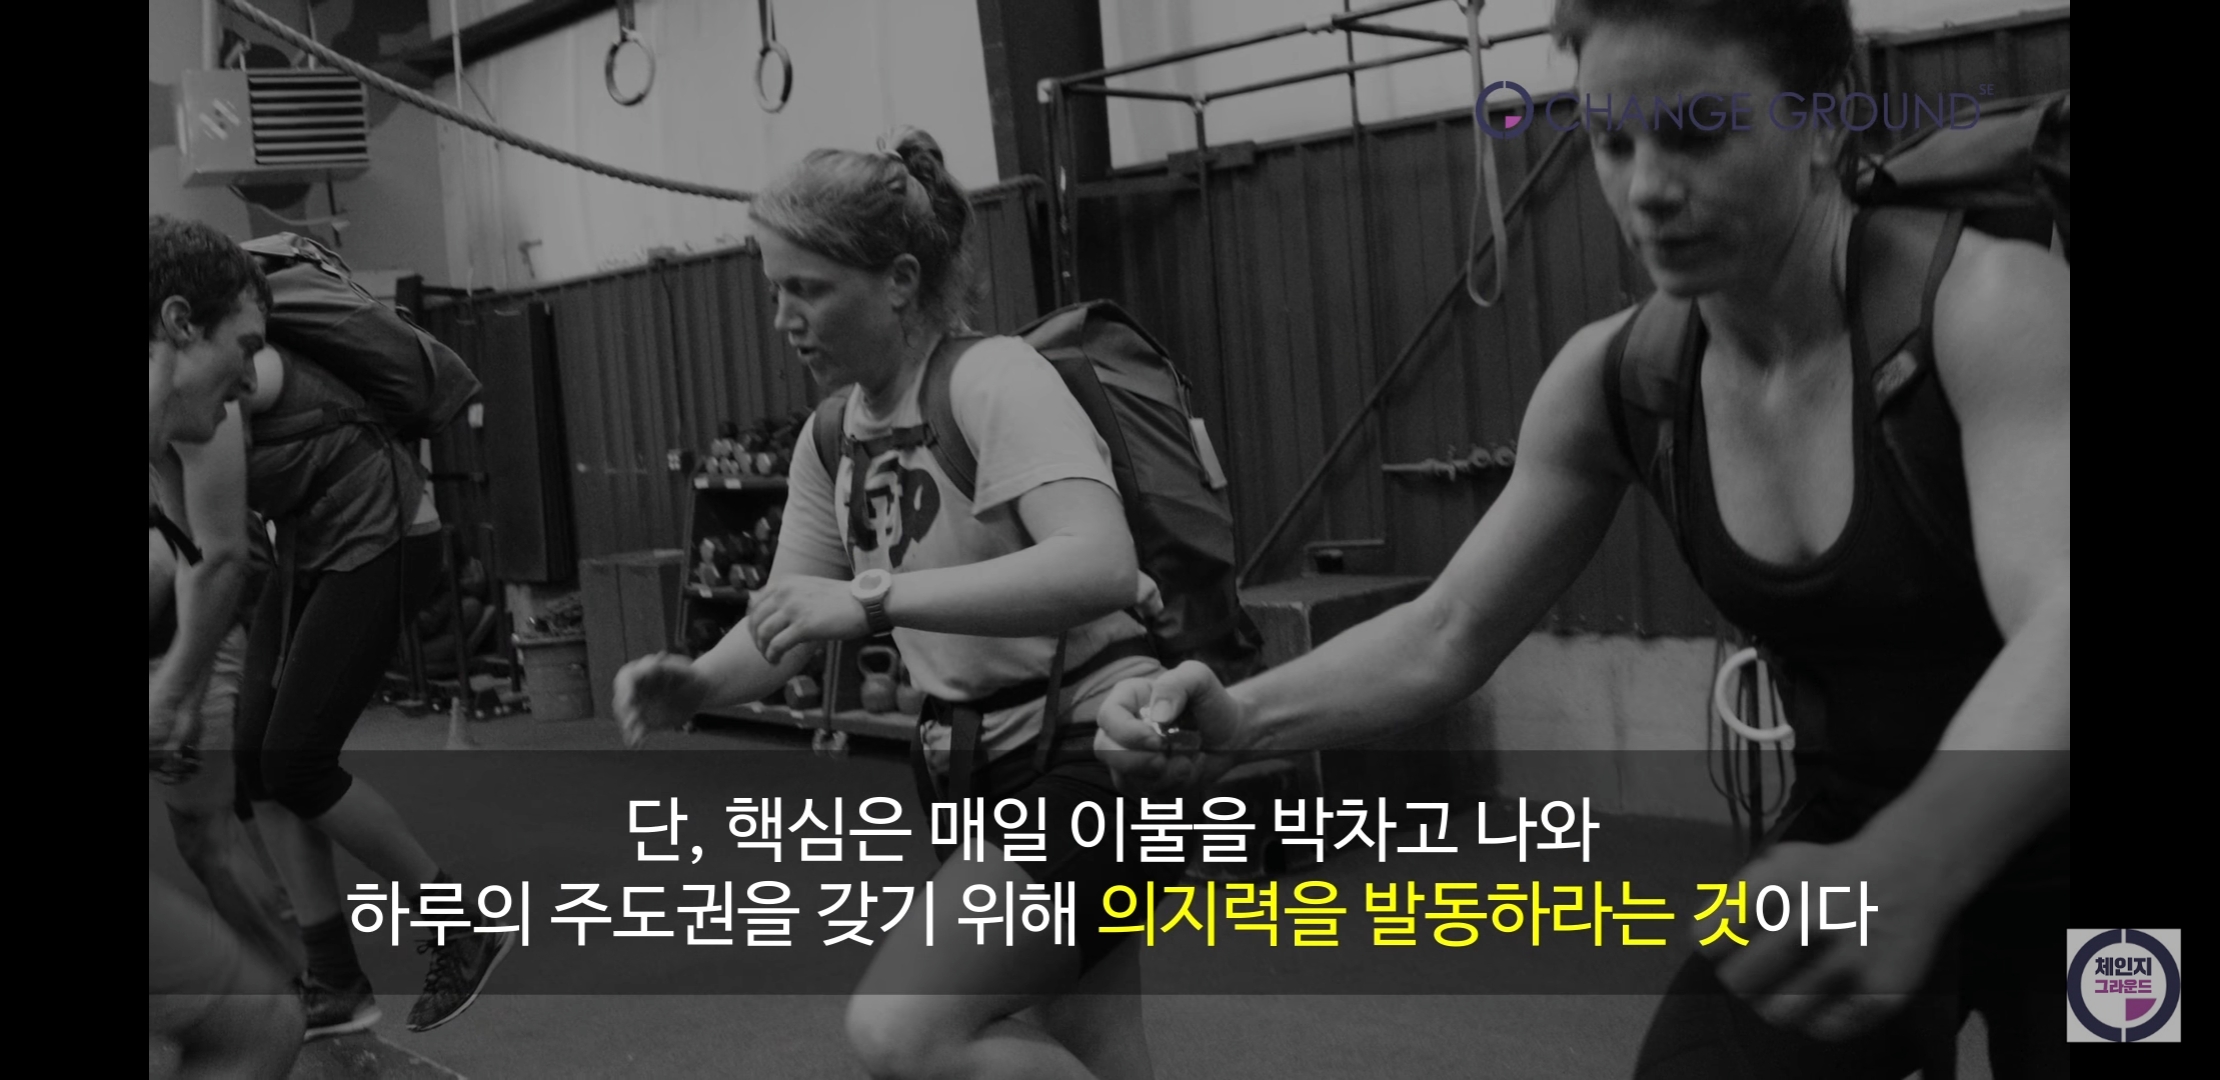 CHANGE GROUND SE
단, 핵심은 매일 이불을 박차고 나와
하루의 주도권을 갖기 위해 의지력을 발동하라는 것이다
체인지
그라운드